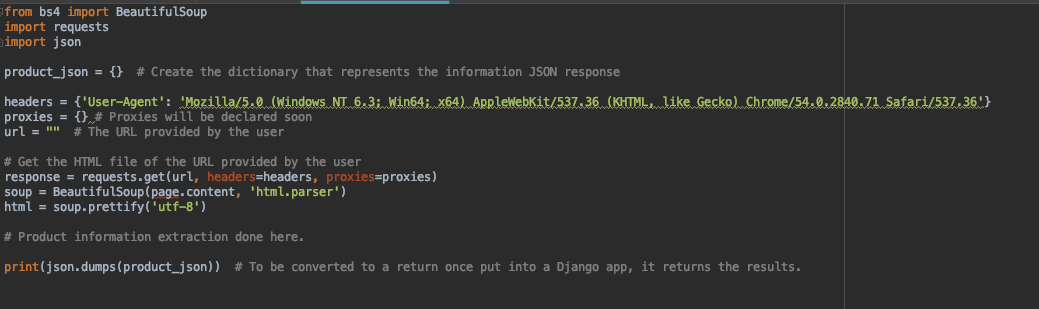 from bs4 import BeautifulSoup
import requests
import json
product_json = {}  # Create the dictionary that represents the information JSON response
headers = {'User-Agent': 'Mozilla/5.0 (Windows NT 6.3; Win64; x64) AppleWebKit/537.36 (KHTML, like Gecko) Chrome/54.0.2840.71 Safari/537.36'}
proxies = {} # Proxies will be declared soon
url = ""  # The URL provided by the user
# Get the HTML file of the URL provided by the user
response = requests.get(url, headers=headers, proxies=proxies)
soup = BeautifulSoup(page.content, 'html.parser')
html = soup.prettify('utf-8')
# Product information extraction done here.
print(json.dumps(product_json))  # To be converted to a return once put into a Django app, it returns the results.